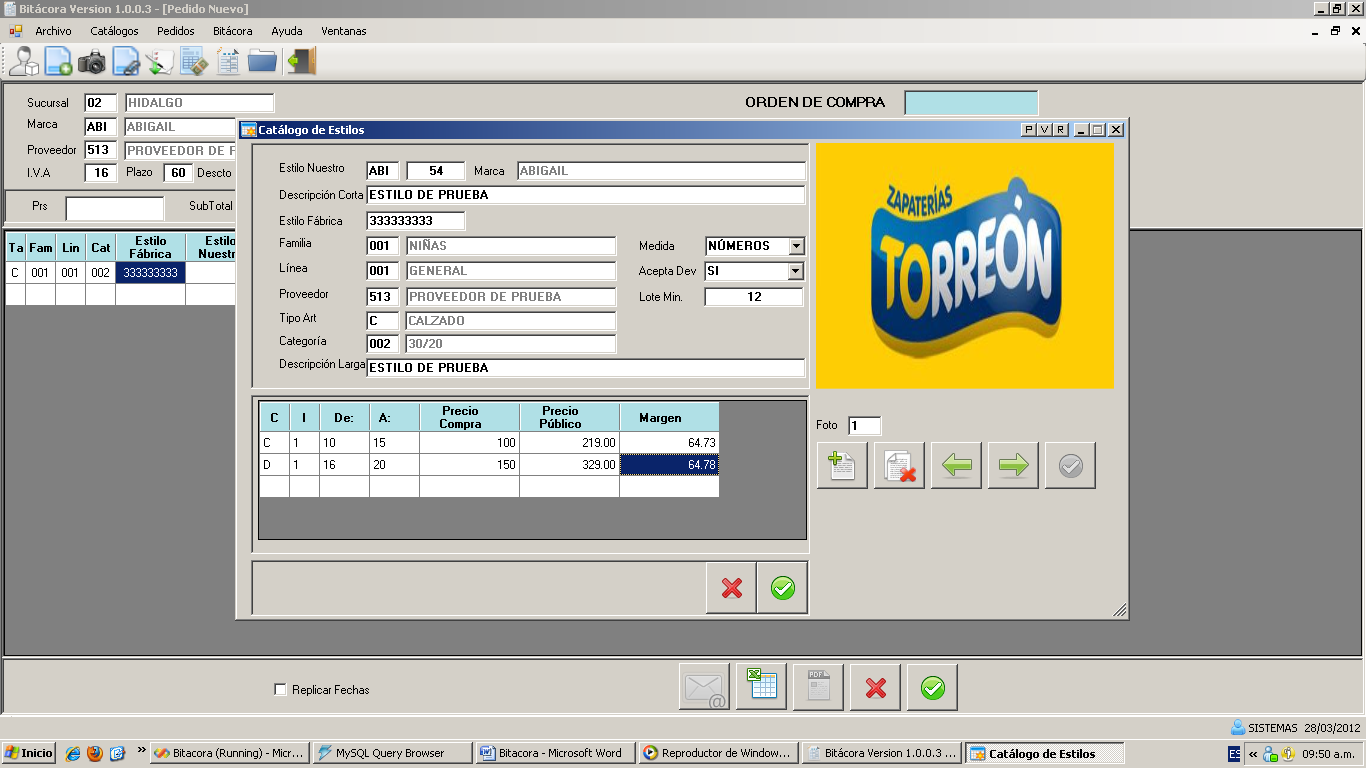 Bitácora Version 1.0.0.3 - [Pedido Nuevo]
Archivo Catálogos Pedidos Bitácora Ayuda Ventanas
Sucursal 02 HIDALGO ORDEN DE COMPRA
Marca ABI ABIGAIL
Proveedor 513 PROVEEDOR DE F
I.V.A 16 Plazo 60 Descto
Prs SubTotal
Ta Fam Lin Cat Estilo Fábrica Estilo Nuestr
C 001 001 002 333333333
Catálogo de Estilos P V R
Estilo Nuestro ABI 54 Marca ABIGAIL
Descripción Corta ESTILO DE PRUEBA
Estilo Fábrica 333333333
Familia 001 NIÑAS Medida NÚMEROS
Línea 001 GENERAL Acepta Dev SI
Proveedor 513 PROVEEDOR DE PRUEBA Lote Min. 12
Tipo Art C CALZADO
Categoría 002 30/20
Descripción Larga ESTILO DE PRUEBA
ZAPATERÍAS
TORREÓN
C I De: A: Precio Compra Precio Público Margen
C 1 10 15 100 219.00 64.73
D 1 16 20 150 329.00 64.78
Foto 1
Replicar Fechas
PDF
SISTEMAS 28/03/2012
Inicio » Bitacora (Running) - Micr... MySQL Query Browser Bitacora - Microsoft Word Reproductor de Window... Bitácora Version 1.0.0.3 ... Catálogo de Estilos ES « 09:50 a.m.